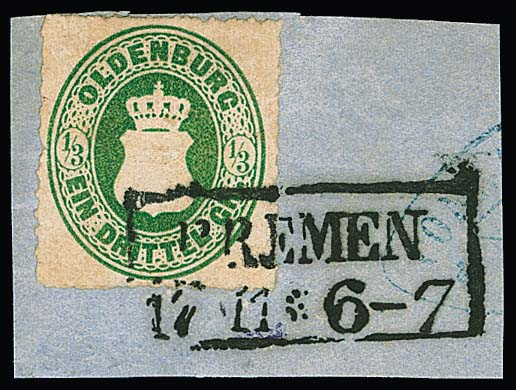 OLDENBURG
1/3 1/3
EIN DRITTEL G
BREMEN
17 11 * 6-7